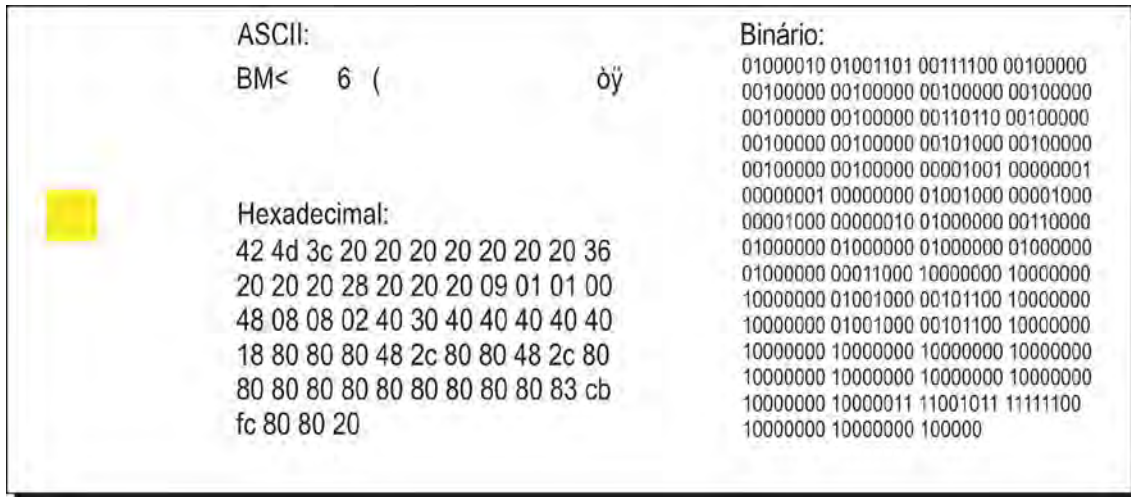 ASCII:
BM< 6 ( òÿ
Hexadecimal:
42 4d 3c 20 20 20 20 20 20 20 36
20 20 20 28 20 20 20 09 01 01 00
48 08 08 02 40 30 40 40 40 40 40
18 80 80 80 48 2c 80 80 48 2c 80
80 80 80 80 80 80 80 80 80 83 cb
fc 80 80 20
Binário:
01000010 01001101 00111100 00100000
00100000 00100000 00100000 00100000
00100000 00100000 00110110 00100000
00100000 00100000 00101000 00100000
00100000 00100000 00001001 00000001
00000001 00000000 01001000 00001000
00001000 00000010 01000000 00110000
01000000 01000000 01000000 01000000
01000000 00011000 10000000 10000000
10000000 01001000 00101100 10000000
10000000 01001000 00101100 10000000
10000000 10000000 10000000 10000000
10000000 10000000 10000000 10000000
10000000 10000011 11001011 11111100
10000000 10000000 100000